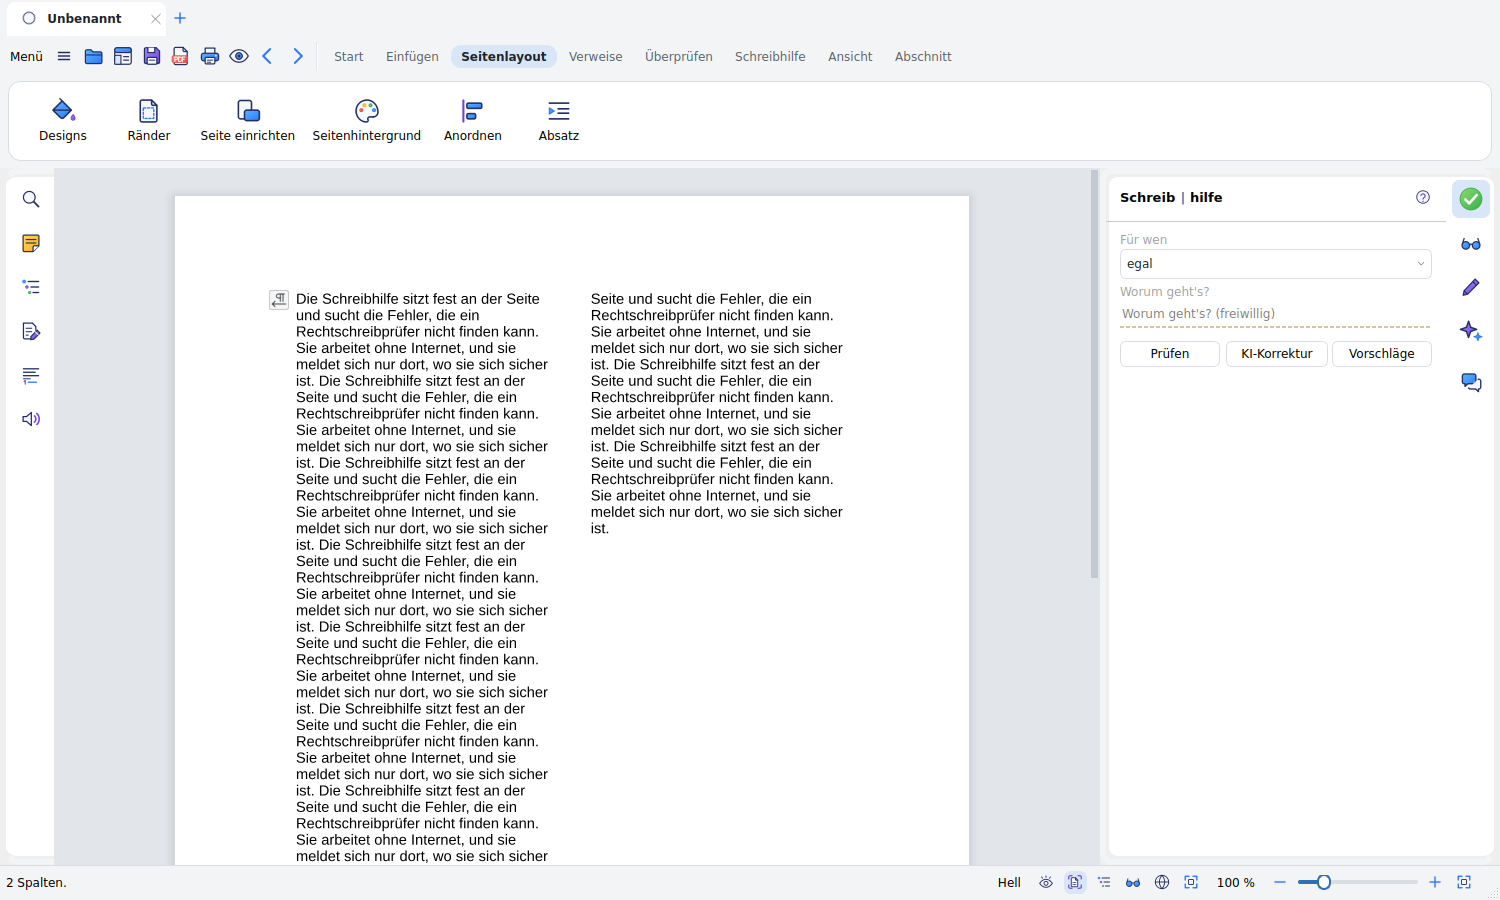 Unbenannt
Menü
Start Einfügen Seitenlayout Verweise Überprüfen Schreibhilfe Ansicht Abschnitt
Designs Ränder Seite einrichten Seitenhintergrund Anordnen Absatz
Die Schreibhilfe sitzt fest an der Seite
und sucht die Fehler, die ein
Rechtschreibprüfer nicht finden kann.
Sie arbeitet ohne Internet, und sie
meldet sich nur dort, wo sie sich sicher
ist. Die Schreibhilfe sitzt fest an der
Seite und sucht die Fehler, die ein
Rechtschreibprüfer nicht finden kann.
Sie arbeitet ohne Internet, und sie
meldet sich nur dort, wo sie sich sicher
ist. Die Schreibhilfe sitzt fest an der
Seite und sucht die Fehler, die ein
Rechtschreibprüfer nicht finden kann.
Sie arbeitet ohne Internet, und sie
meldet sich nur dort, wo sie sich sicher
ist. Die Schreibhilfe sitzt fest an der
Seite und sucht die Fehler, die ein
Rechtschreibprüfer nicht finden kann.
Sie arbeitet ohne Internet, und sie
meldet sich nur dort, wo sie sich sicher
ist. Die Schreibhilfe sitzt fest an der
Seite und sucht die Fehler, die ein
Rechtschreibprüfer nicht finden kann.
Sie arbeitet ohne Internet, und sie
meldet sich nur dort, wo sie sich sicher
ist. Die Schreibhilfe sitzt fest an der
Seite und sucht die Fehler, die ein
Rechtschreibprüfer nicht finden kann.
Sie arbeitet ohne Internet, und sie
meldet sich nur dort, wo sie sich sicher
ist. Die Schreibhilfe sitzt fest an der
Seite und sucht die Fehler, die ein
Rechtschreibprüfer nicht finden kann.
Sie arbeitet ohne Internet, und sie
meldet sich nur dort, wo sie sich sicher
Seite und sucht die Fehler, die ein
Rechtschreibprüfer nicht finden kann.
Sie arbeitet ohne Internet, und sie
meldet sich nur dort, wo sie sich sicher
ist. Die Schreibhilfe sitzt fest an der
Seite und sucht die Fehler, die ein
Rechtschreibprüfer nicht finden kann.
Sie arbeitet ohne Internet, und sie
meldet sich nur dort, wo sie sich sicher
ist. Die Schreibhilfe sitzt fest an der
Seite und sucht die Fehler, die ein
Rechtschreibprüfer nicht finden kann.
Sie arbeitet ohne Internet, und sie
meldet sich nur dort, wo sie sich sicher
ist.
Schreib | hilfe
Für wen
egal
Worum geht's?
Worum geht's? (freiwillig)
Prüfen KI-Korrektur Vorschläge
2 Spalten.
Hell
100 %